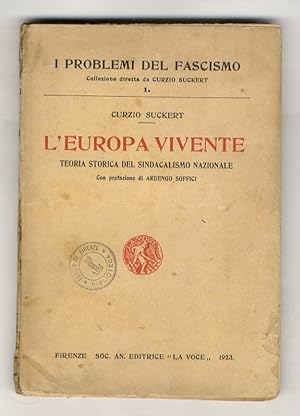 I PROBLEMI DEL FASCISMO
Collezione diretta da CURZIO SUCKERT
1.
CURZIO SUCKERT
L'EUROPA VIVENTE
TEORIA STORICA DEL SINDACALISMO NAZIONALE
Con prefazione di ARDENGO SOFFICI
FIRENZE SOC. AN. EDITRICE "LA VOCE„ 1923.